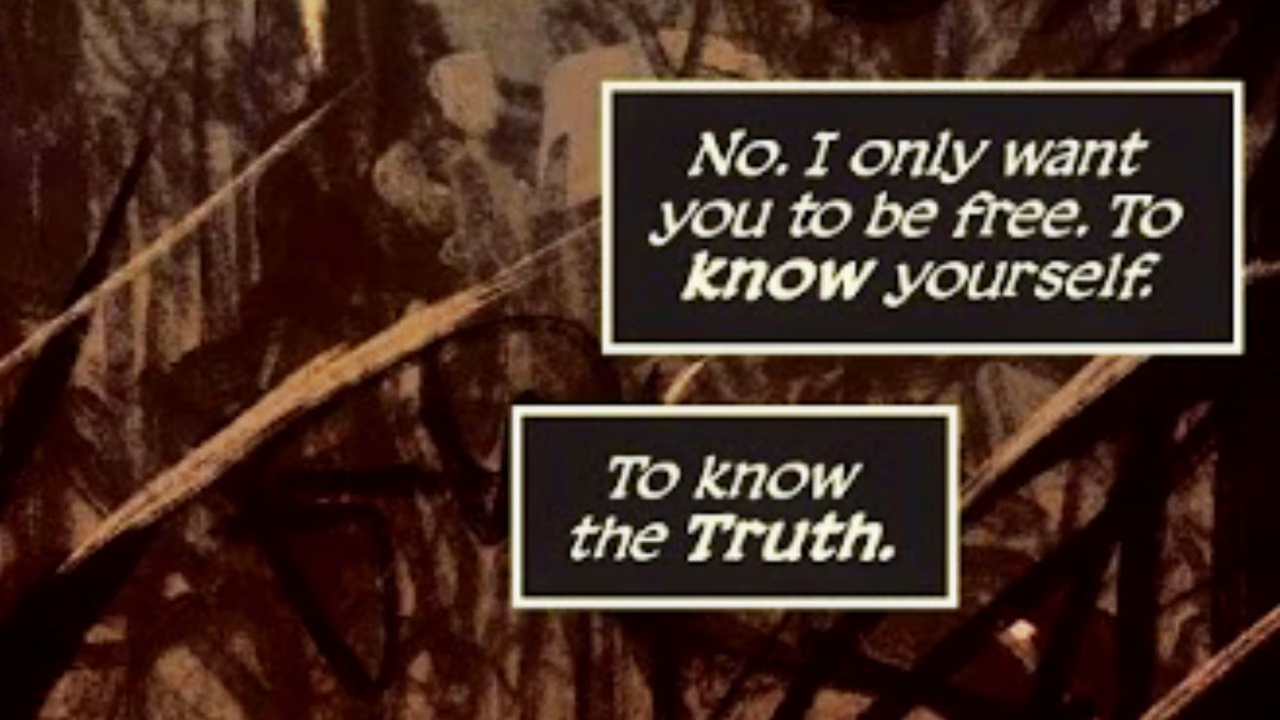 No. I only want
you to be free. To
know yourself.
To know
the Truth.